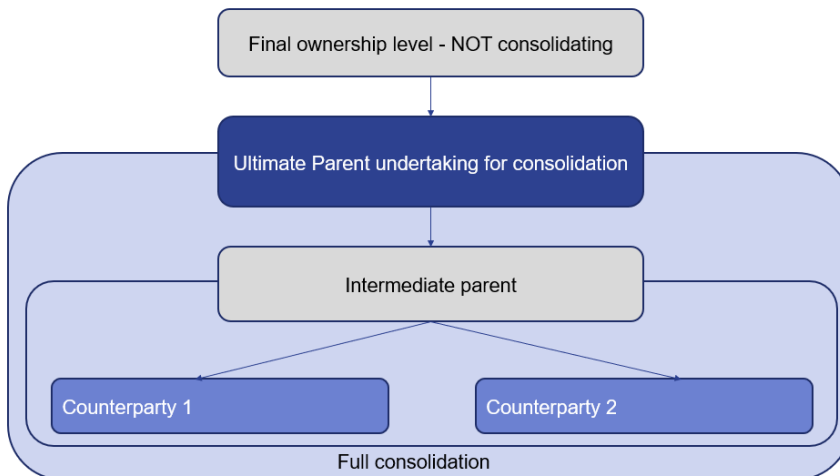 Final ownership level - NOT consolidating
Ultimate Parent undertaking for consolidation
Intermediate parent
Counterparty 1
Counterparty 2
Full consolidation